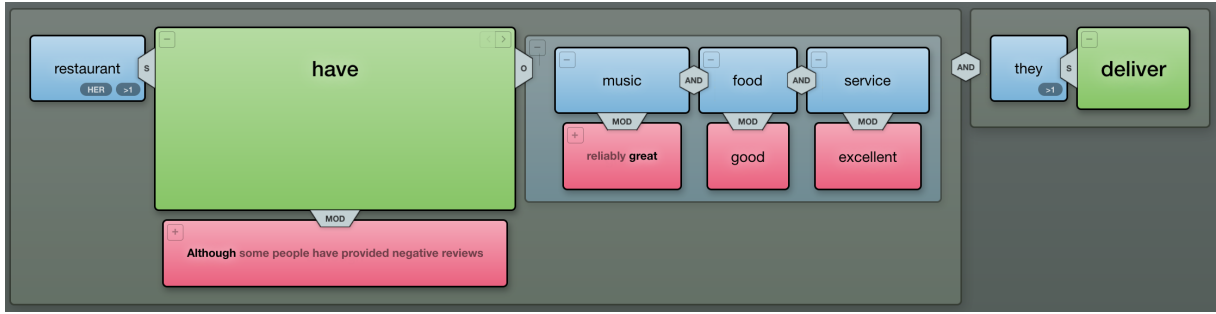 restaurant
HER >1
S
have
O
music AND food AND service
MOD MOD MOD
reliably great
good
excellent
MOD
Although some people have provided negative reviews
AND
they
>1
S
deliver